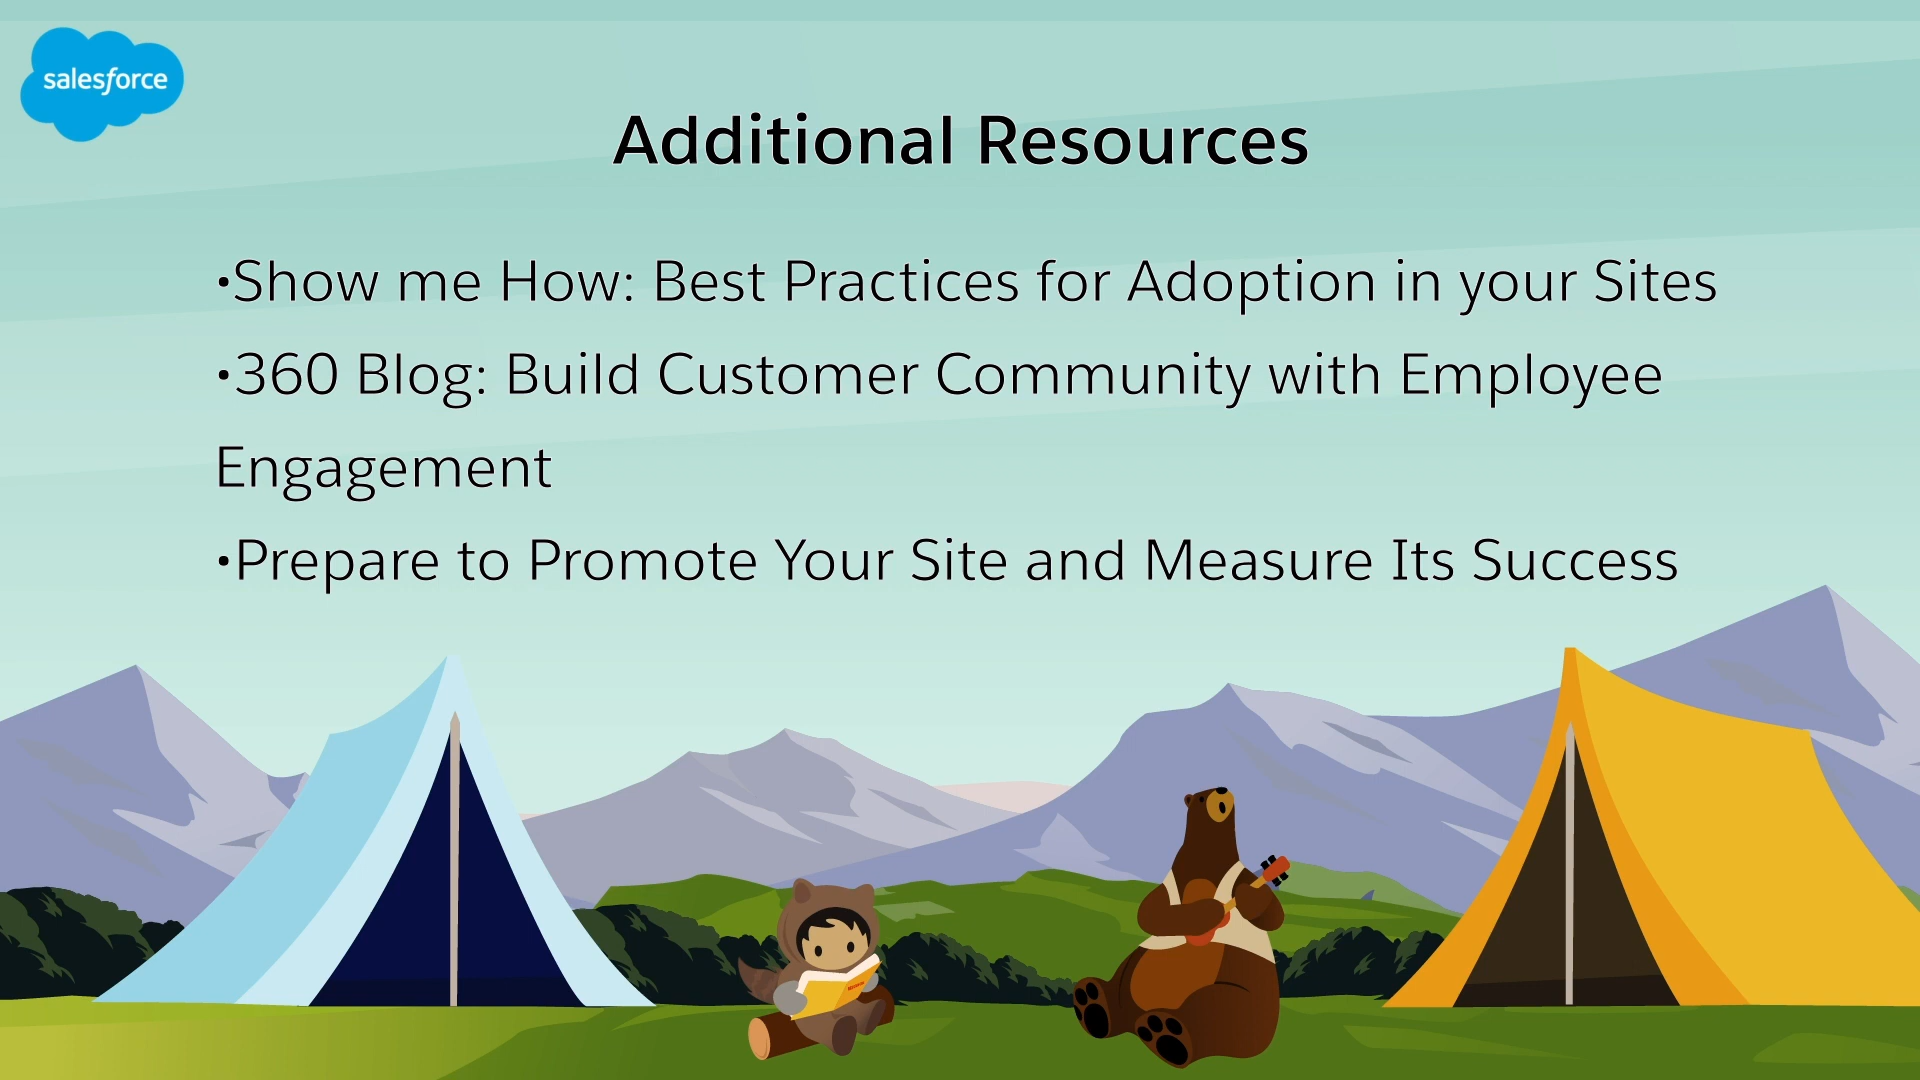 salesforce
Additional Resources
•Show me How: Best Practices for Adoption in your Sites
•360 Blog: Build Customer Community with Employee
Engagement
•Prepare to Promote Your Site and Measure Its Success